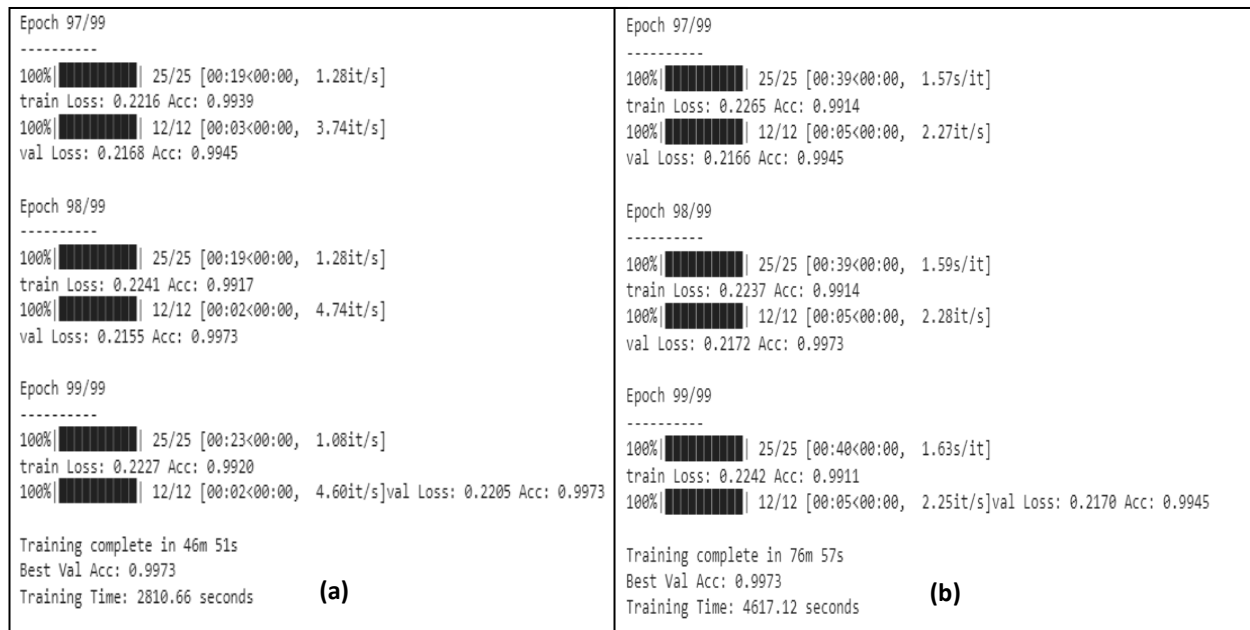 Epoch 97/99
----------
100%|██████████| 25/25 [00:19<00:00, 1.28it/s]
train Loss: 0.2216 Acc: 0.9939
100%|██████████| 12/12 [00:03<00:00, 3.74it/s]
val Loss: 0.2168 Acc: 0.9945
Epoch 98/99
----------
100%|██████████| 25/25 [00:19<00:00, 1.28it/s]
train Loss: 0.2241 Acc: 0.9917
100%|██████████| 12/12 [00:02<00:00, 4.74it/s]
val Loss: 0.2155 Acc: 0.9973
Epoch 99/99
----------
100%|██████████| 25/25 [00:23<00:00, 1.08it/s]
train Loss: 0.2227 Acc: 0.9920
100%|██████████| 12/12 [00:02<00:00, 4.60it/s]val Loss: 0.2205 Acc: 0.9973
Training complete in 46m 51s
Best Val Acc: 0.9973
Training Time: 2810.66 seconds
(a)
Epoch 97/99
----------
100%|██████████| 25/25 [00:39<00:00, 1.57s/it]
train Loss: 0.2265 Acc: 0.9914
100%|██████████| 12/12 [00:05<00:00, 2.27it/s]
val Loss: 0.2166 Acc: 0.9945
Epoch 98/99
----------
100%|██████████| 25/25 [00:39<00:00, 1.59s/it]
train Loss: 0.2237 Acc: 0.9914
100%|██████████| 12/12 [00:05<00:00, 2.28it/s]
val Loss: 0.2172 Acc: 0.9973
Epoch 99/99
----------
100%|██████████| 25/25 [00:40<00:00, 1.63s/it]
train Loss: 0.2242 Acc: 0.9911
100%|██████████| 12/12 [00:05<00:00, 2.25it/s]val Loss: 0.2170 Acc: 0.9945
Training complete in 76m 57s
Best Val Acc: 0.9973
Training Time: 4617.12 seconds
(b)